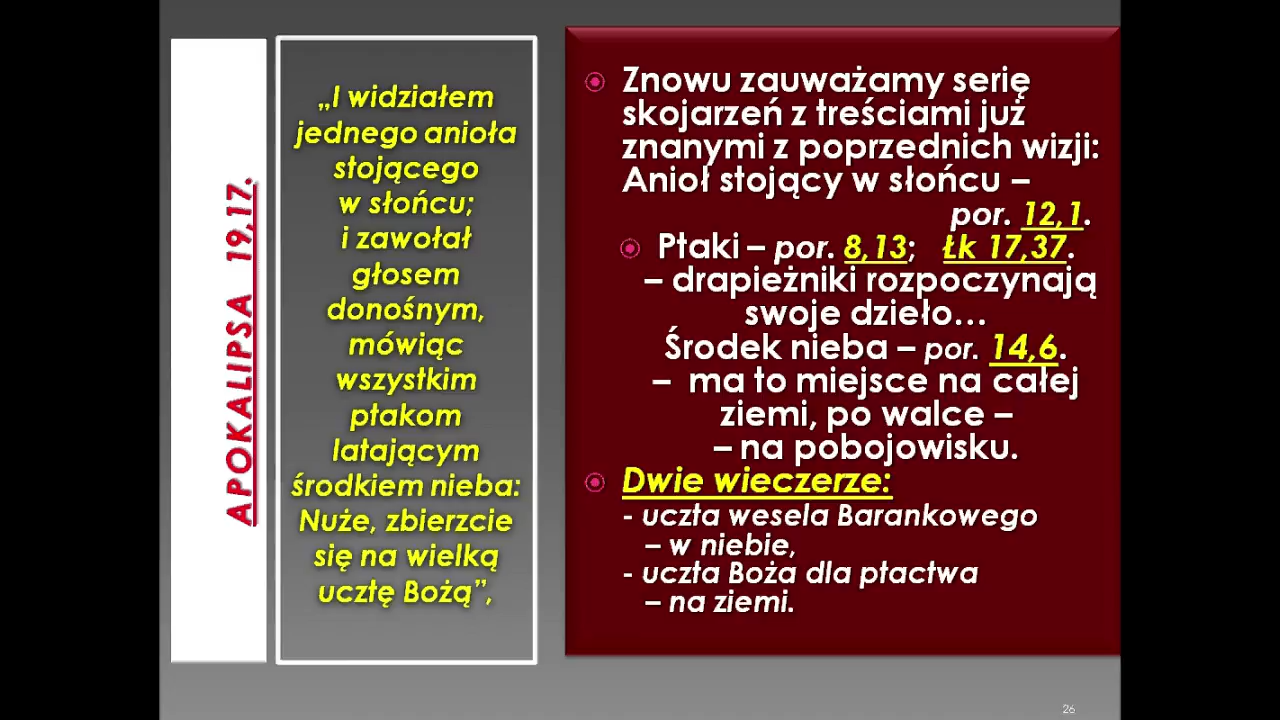 APOKALIPSA 19,17.
„I widziałem
jednego anioła
stojącego
w słońcu;
i zawołał
głosem
donośnym,
mówiąc
wszystkim
ptakom
latającym
środkiem nieba:
Nuże, zbierzcie
się na wielką
ucztę Bożą”,
Znowu zauważamy serię
skojarzeń z treściami już
znanymi z poprzednich wizji:
Anioł stojący w słońcu –
por. 12,1.
Ptaki – por. 8,13; Łk 17,37.
– drapieżniki rozpoczynają
swoje dzieło...
Środek nieba – por. 14,6.
– ma to miejsce na całej
ziemi, po walce –
– na pobojowisku.
Dwie wieczerze:
- uczta wesela Barankowego
– w niebie,
- uczta Boża dla ptactwa
– na ziemi.
26